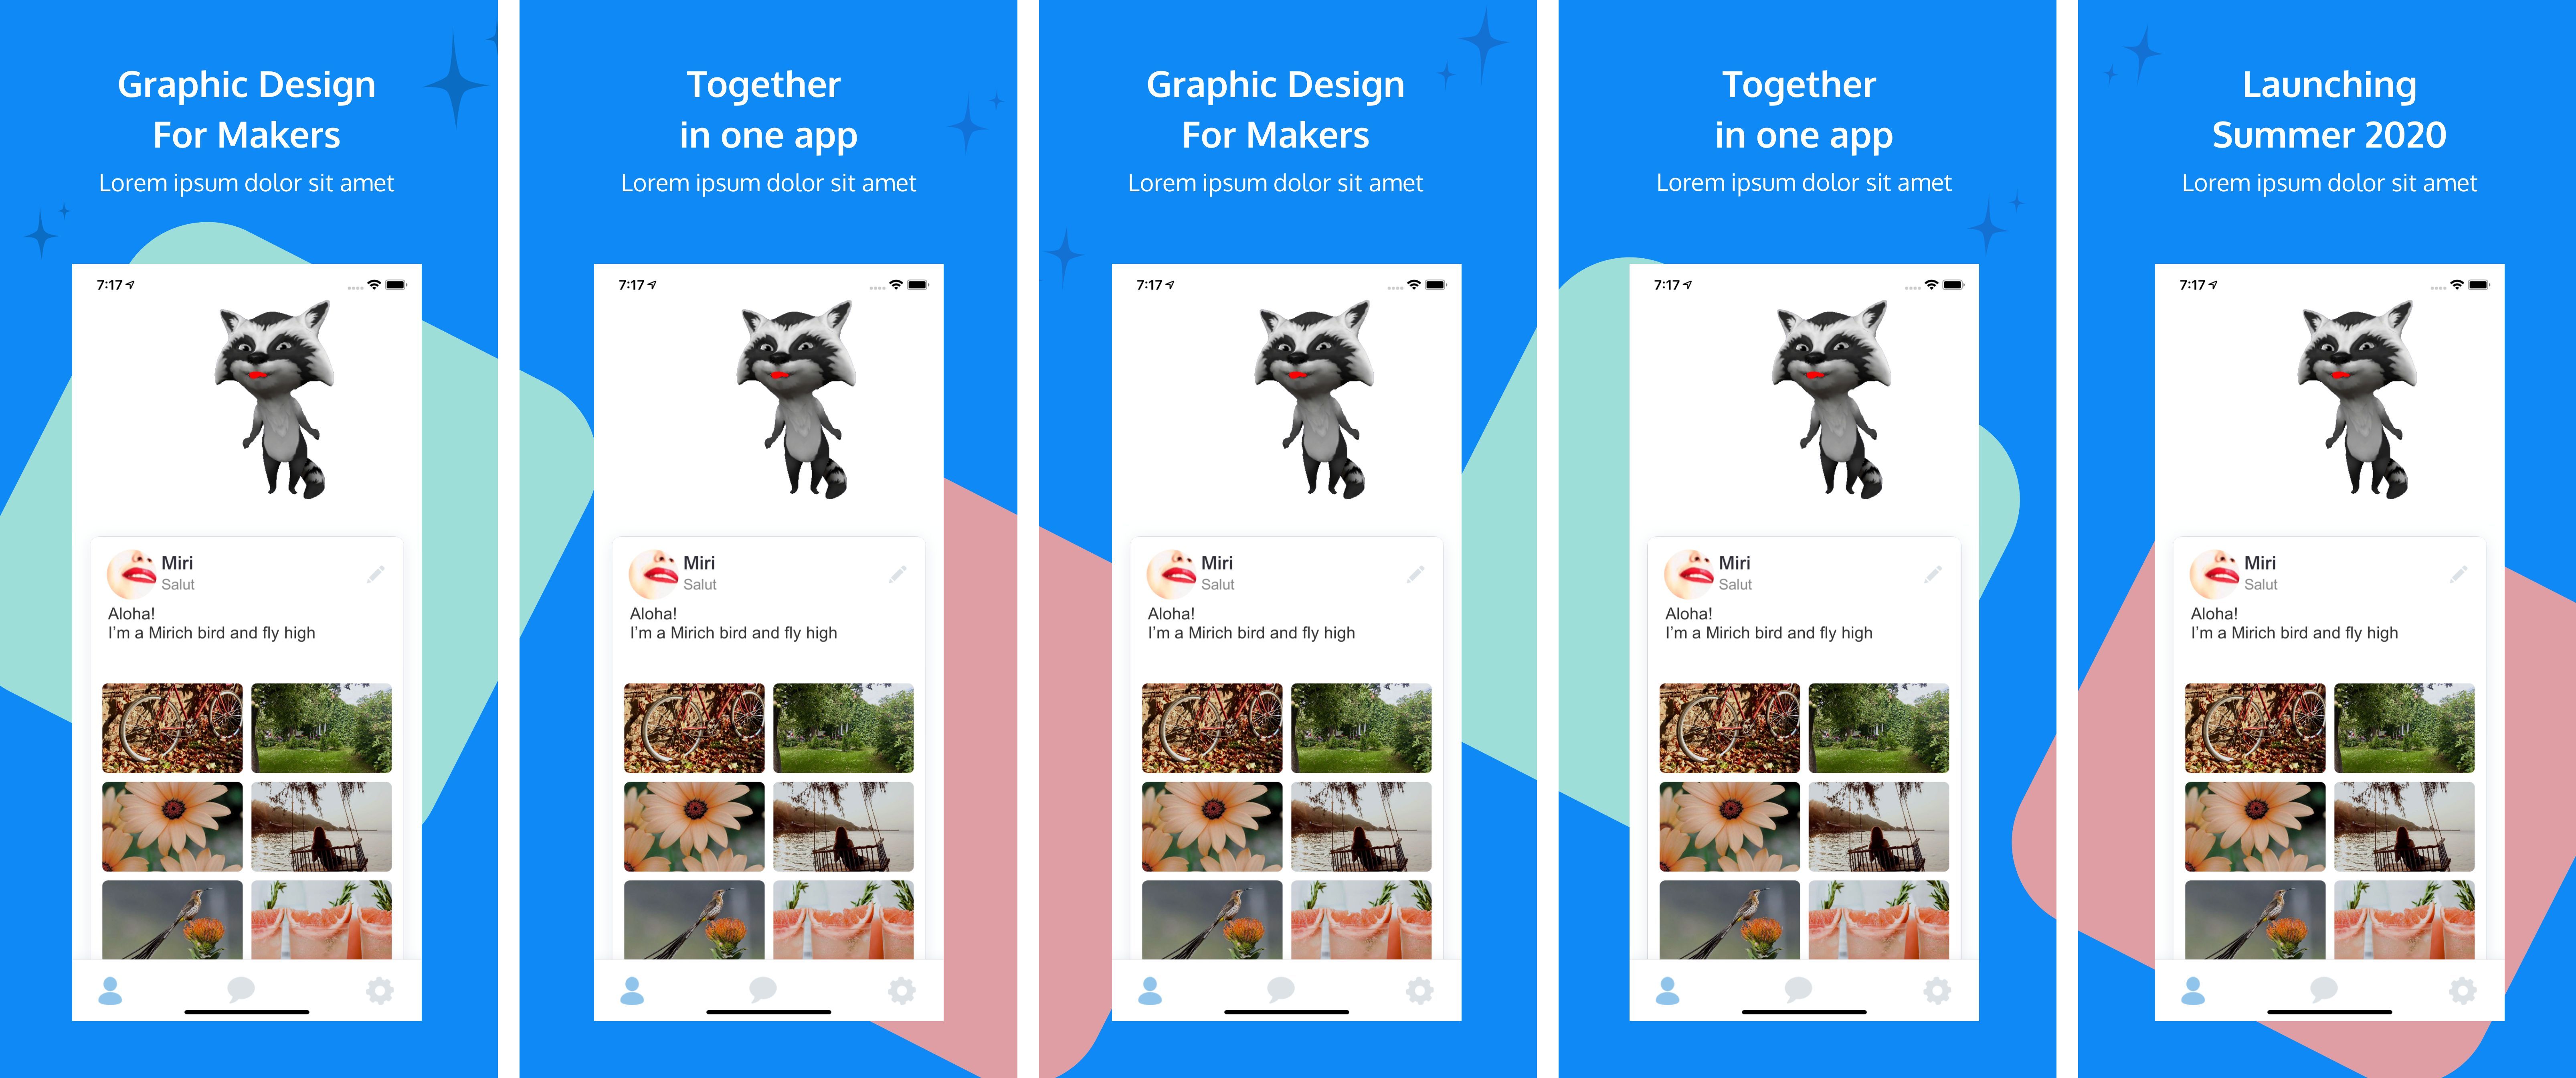 Graphic Design
For Makers
Lorem ipsum dolor sit amet
7:17
Miri
Salut
Aloha!
I'm a Mirich bird and fly high
Together
in one app
Lorem ipsum dolor sit amet
7:17
Miri
Salut
Aloha!
I'm a Mirich bird and fly high
Graphic Design
For Makers
Lorem ipsum dolor sit amet
7:17
Miri
Salut
Aloha!
I'm a Mirich bird and fly high
Together
in one app
Lorem ipsum dolor sit amet
7:17
Miri
Salut
Aloha!
I'm a Mirich bird and fly high
Launching
Summer 2020
Lorem ipsum dolor sit amet
7:17
Miri
Salut
Aloha!
I'm a Mirich bird and fly high